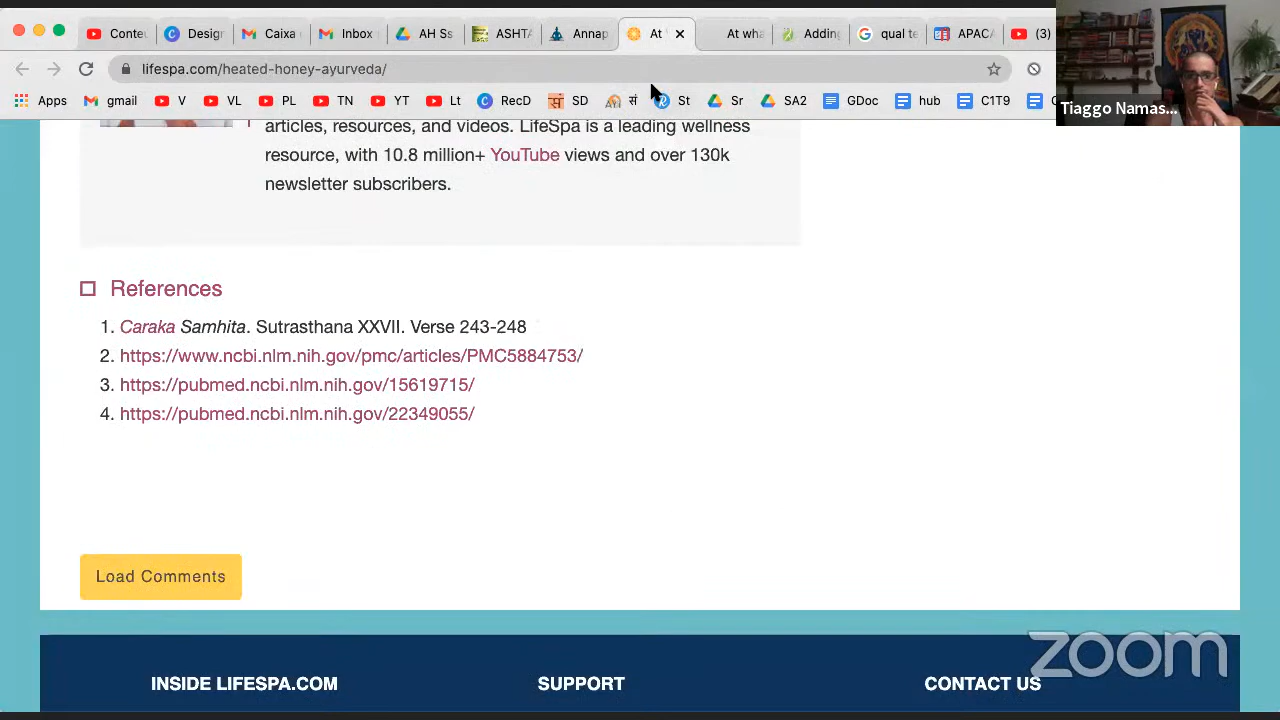 Conte
Design
Caixa
Inbox
AH Ss
ASHTA
Annap
At
At wha
Adding
qual te
APACA
(3)
lifespa.com/heated-honey-ayurveda/
Apps
gmail
V
VL
PL
TN
YT
Lt
RecD
SD
सं
St
Sr
SA2
GDoc
hub
C1T9
Tiaggo Namas...
articles, resources, and videos. LifeSpa is a leading wellness
resource, with 10.8 million+ YouTube views and over 130k
newsletter subscribers.
References
1. Caraka Samhita. Sutrasthana XXVII. Verse 243-248
2. https://www.ncbi.nlm.nih.gov/pmc/articles/PMC5884753/
3. https://pubmed.ncbi.nlm.nih.gov/15619715/
4. https://pubmed.ncbi.nlm.nih.gov/22349055/
Load Comments
zoom
INSIDE LIFESPA.COM
SUPPORT
CONTACT US